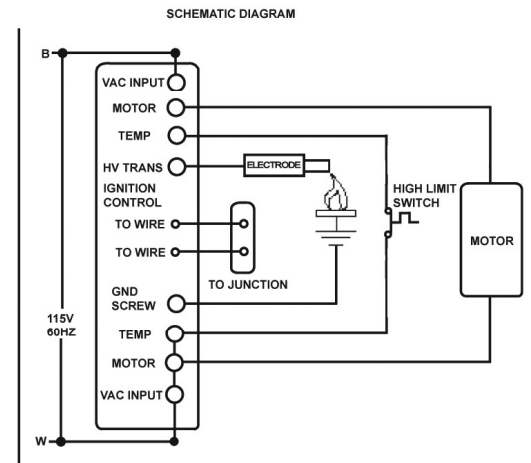 SCHEMATIC DIAGRAM
B
VAC INPUT
MOTOR
TEMP
HV TRANS
ELECTRODE
IGNITION
CONTROL
HIGH LIMIT
SWITCH
TO WIRE
TO WIRE
MOTOR
TO JUNCTION
GND
SCREW
115V
60HZ
TEMP
MOTOR
VAC INPUT
W